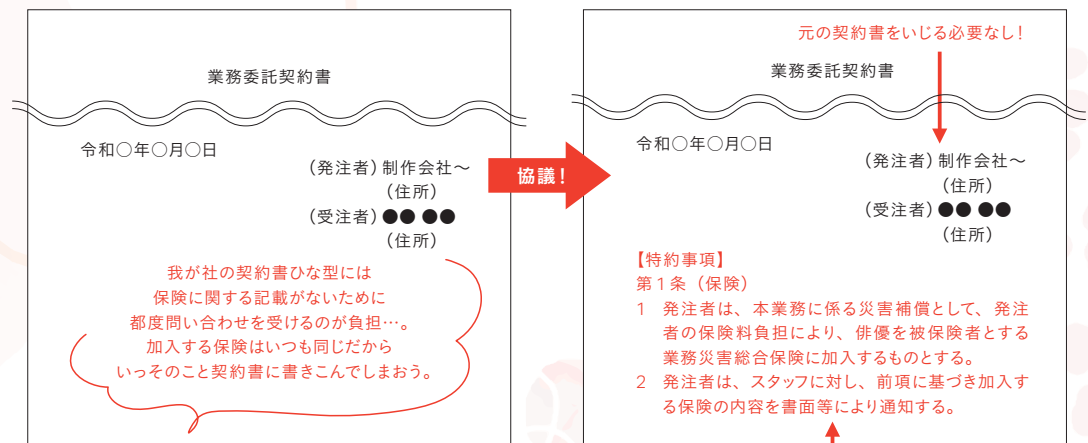 業務委託契約書
令和○年○月○日
(発注者)制作会社～
(住所)
(受注者)●● ●●
(住所)
我が社の契約書ひな型には
保険に関する記載がないために
都度問い合わせを受けるのが負担…。
加入する保険はいつも同じだから
いっそのこと契約書に書きこんでしまおう。
協議！
元の契約書をいじる必要なし！
業務委託契約書
令和○年○月○日
(発注者)制作会社～
(住所)
(受注者)●● ●●
(住所)
【特約事項】
第１条（保険）
１ 発注者は、本業務に係る災害補償として、発注
者の保険料負担により、俳優を被保険者とする
業務災害総合保険に加入するものとする。
２ 発注者は、スタッフに対し、前項に基づき加入す
る保険の内容を書面等により通知する。